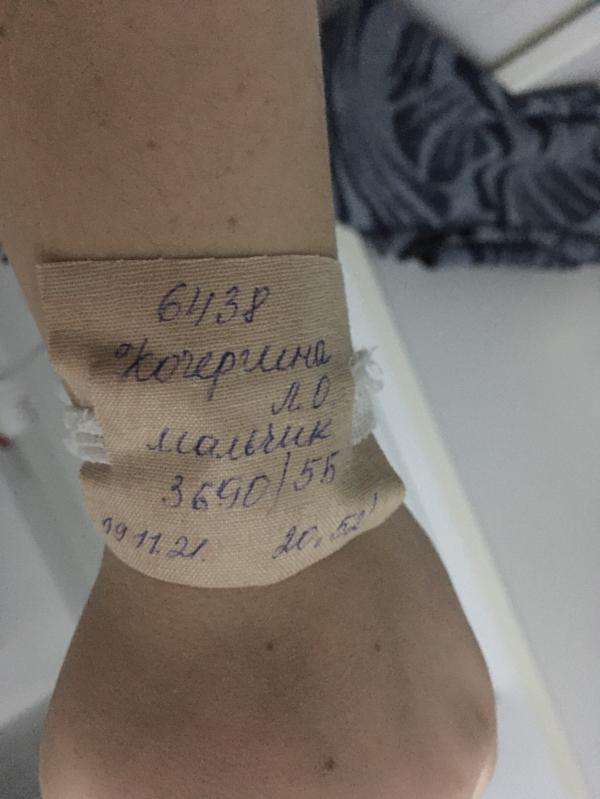 6438
Кочергина
Л.О
мальчик
3690/55
19.11.21. 20,52'